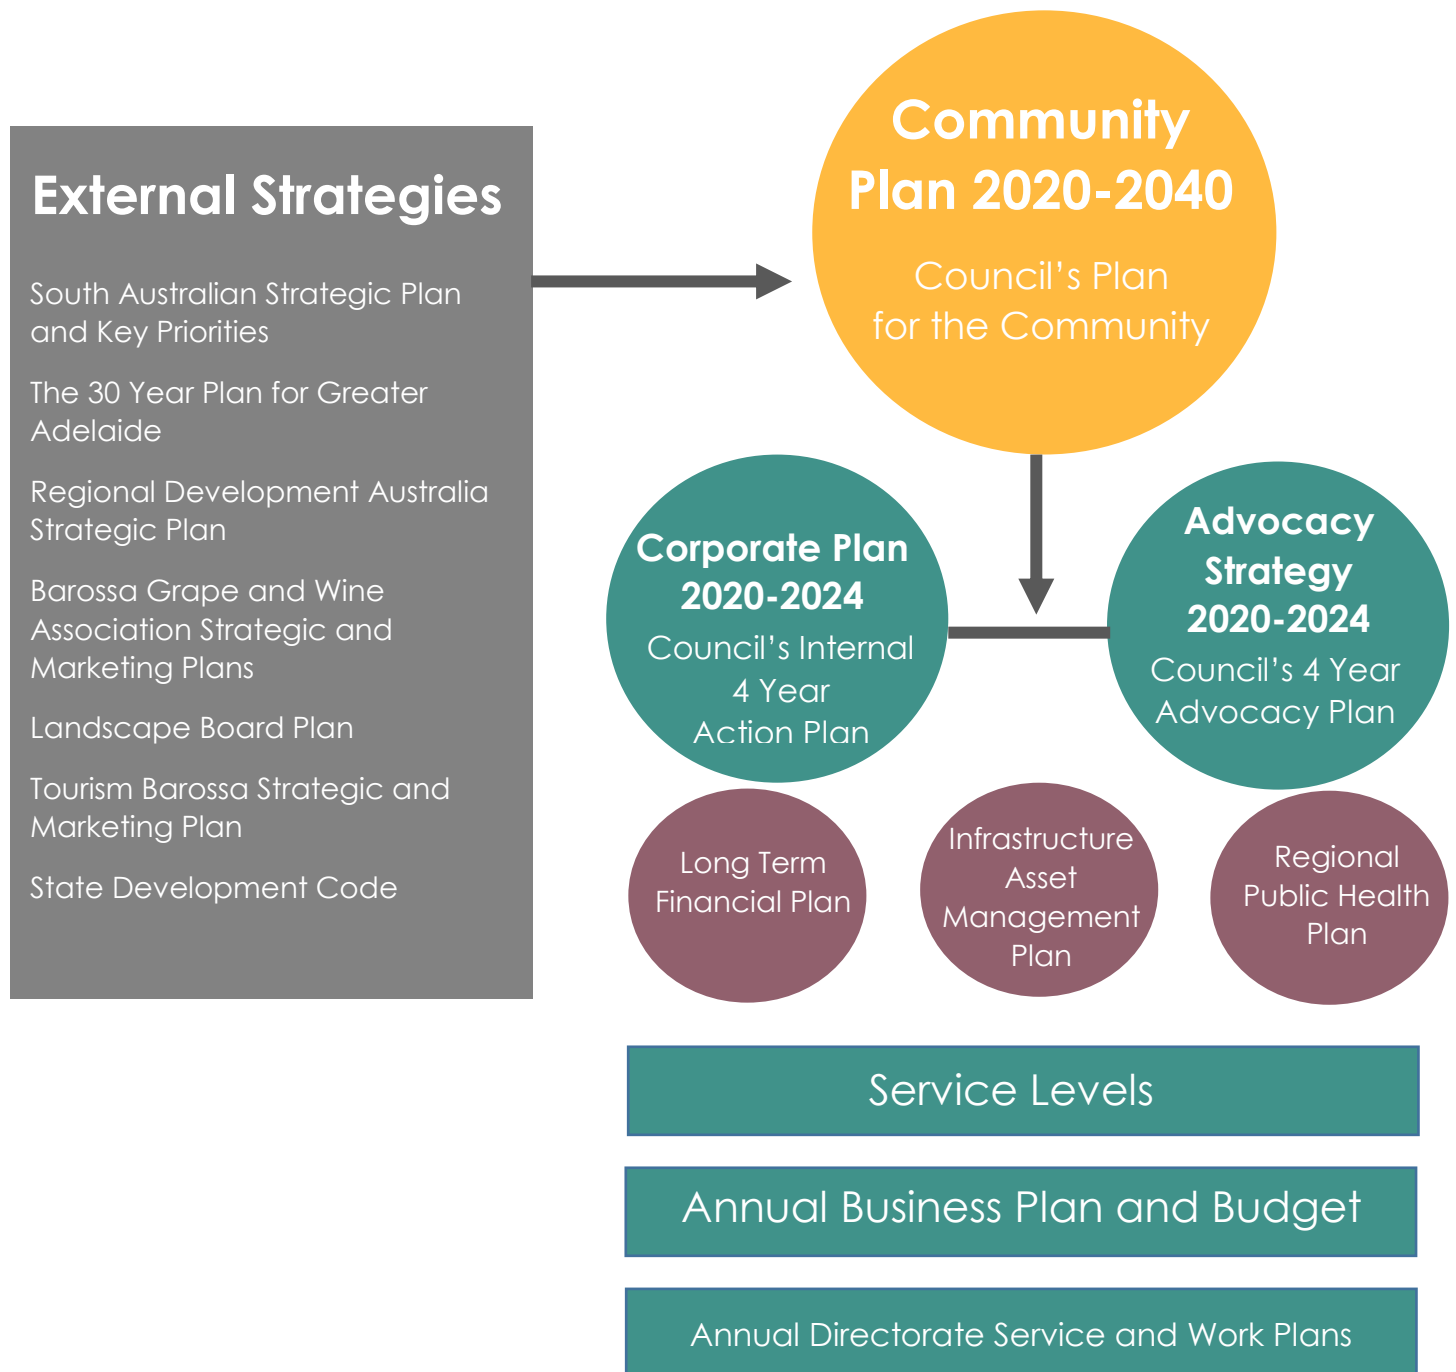 External Strategies
South Australian Strategic Plan
and Key Priorities
The 30 Year Plan for Greater
Adelaide
Regional Development Australia
Strategic Plan
Barossa Grape and Wine
Association Strategic and
Marketing Plans
Landscape Board Plan
Tourism Barossa Strategic and
Marketing Plan
State Development Code
Community
Plan 2020-2040
Council’s Plan
for the Community
Corporate Plan
2020-2024
Council’s Internal
4 Year
Action Plan
Advocacy
Strategy
2020-2024
Council’s 4 Year
Advocacy Plan
Long Term
Financial Plan
Infrastructure
Asset
Management
Plan
Regional
Public Health
Plan
Service Levels
Annual Business Plan and Budget
Annual Directorate Service and Work Plans